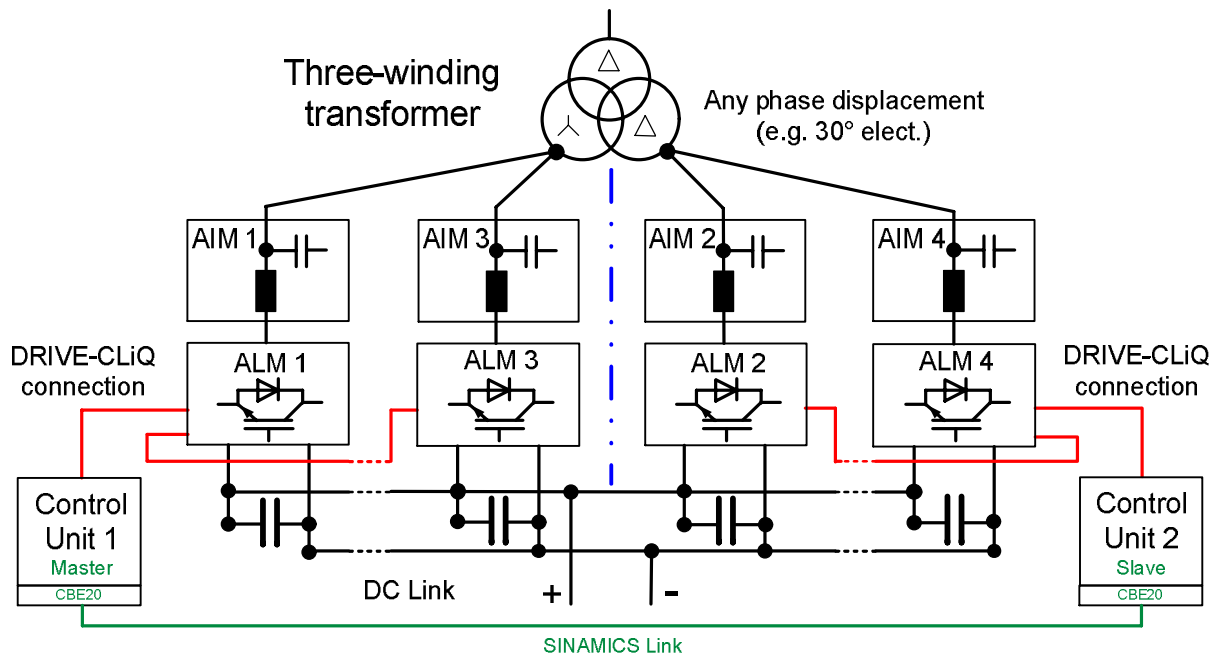 Three-winding
transformer
Any phase displacement
(e.g. 30° elect.)
AIM 1
AIM 3
AIM 2
AIM 4
DRIVE-CLiQ
connection
ALM 1
ALM 3
ALM 2
ALM 4
DRIVE-CLiQ
connection
Control
Unit 1
Master
CBE20
Control
Unit 2
Slave
CBE20
DC Link
+
-
SINAMICS Link